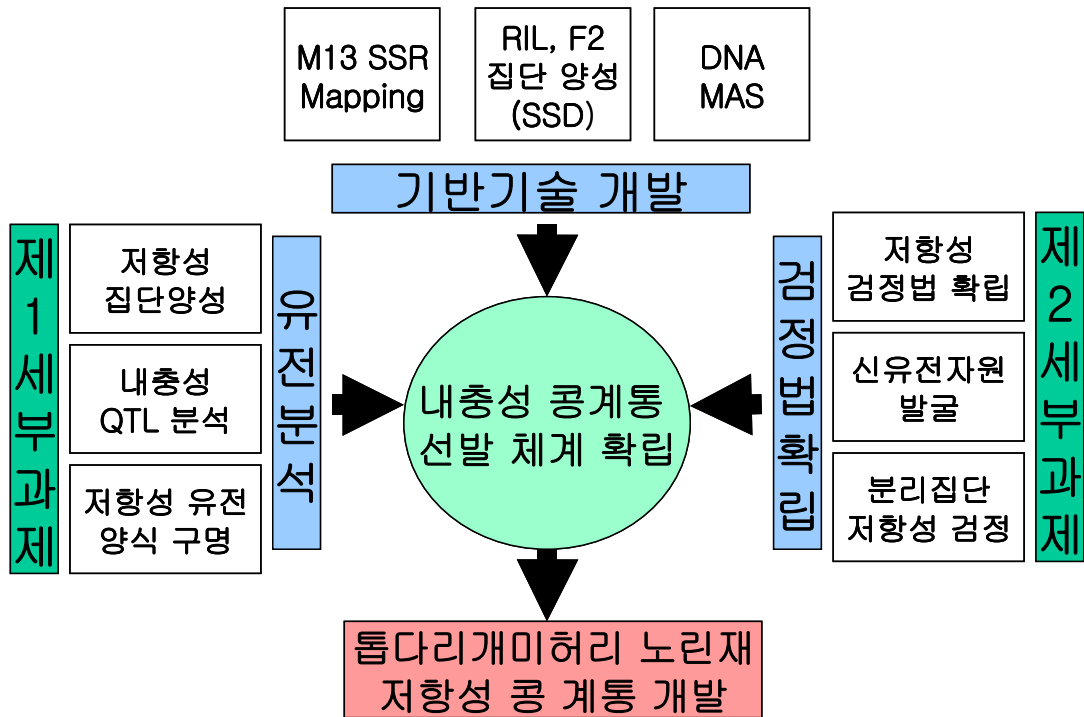 M13 SSR
Mapping
RIL, F2
집단 양성
(SSD)
DNA
MAS
기반기술 개발
제1세부과제
저항성
집단양성
내충성
QTL 분석
저항성 유전
양식 구명
유전분석
내충성 콩계통
선발 체계 확립
검정법확립
저항성
검정법 확립
신유전자원
발굴
분리집단
저항성 검정
제2세부과제
톱다리개미허리 노린재
저항성 콩 계통 개발